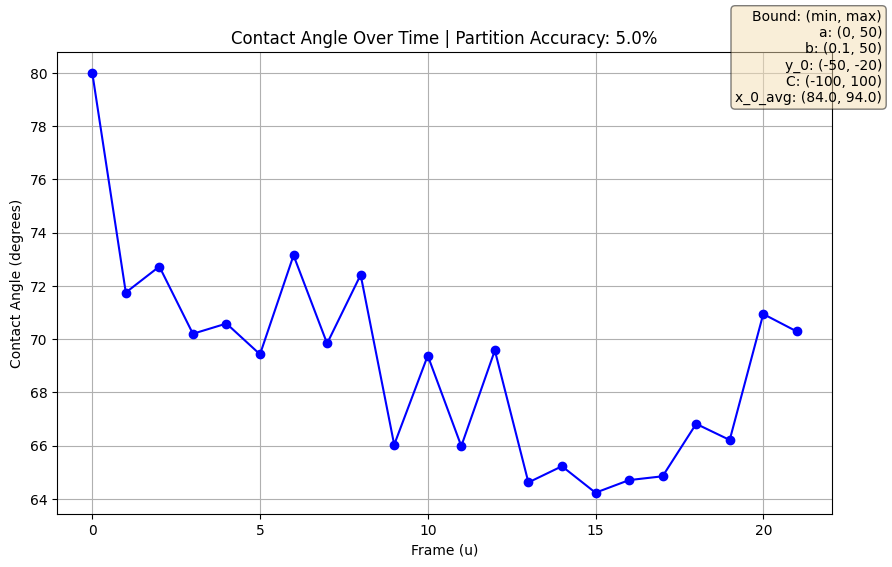 Contact Angle Over Time | Partition Accuracy: 5.0%
Bound: (min, max)
a: (0, 50)
b: (0.1, 50)
y_0: (-50, -20)
C: (-100, 100)
x_0_avg: (84.0, 94.0)
Contact Angle (degrees)
80
78
76
74
72
70
68
66
64
0
5
10
15
20
Frame (u)